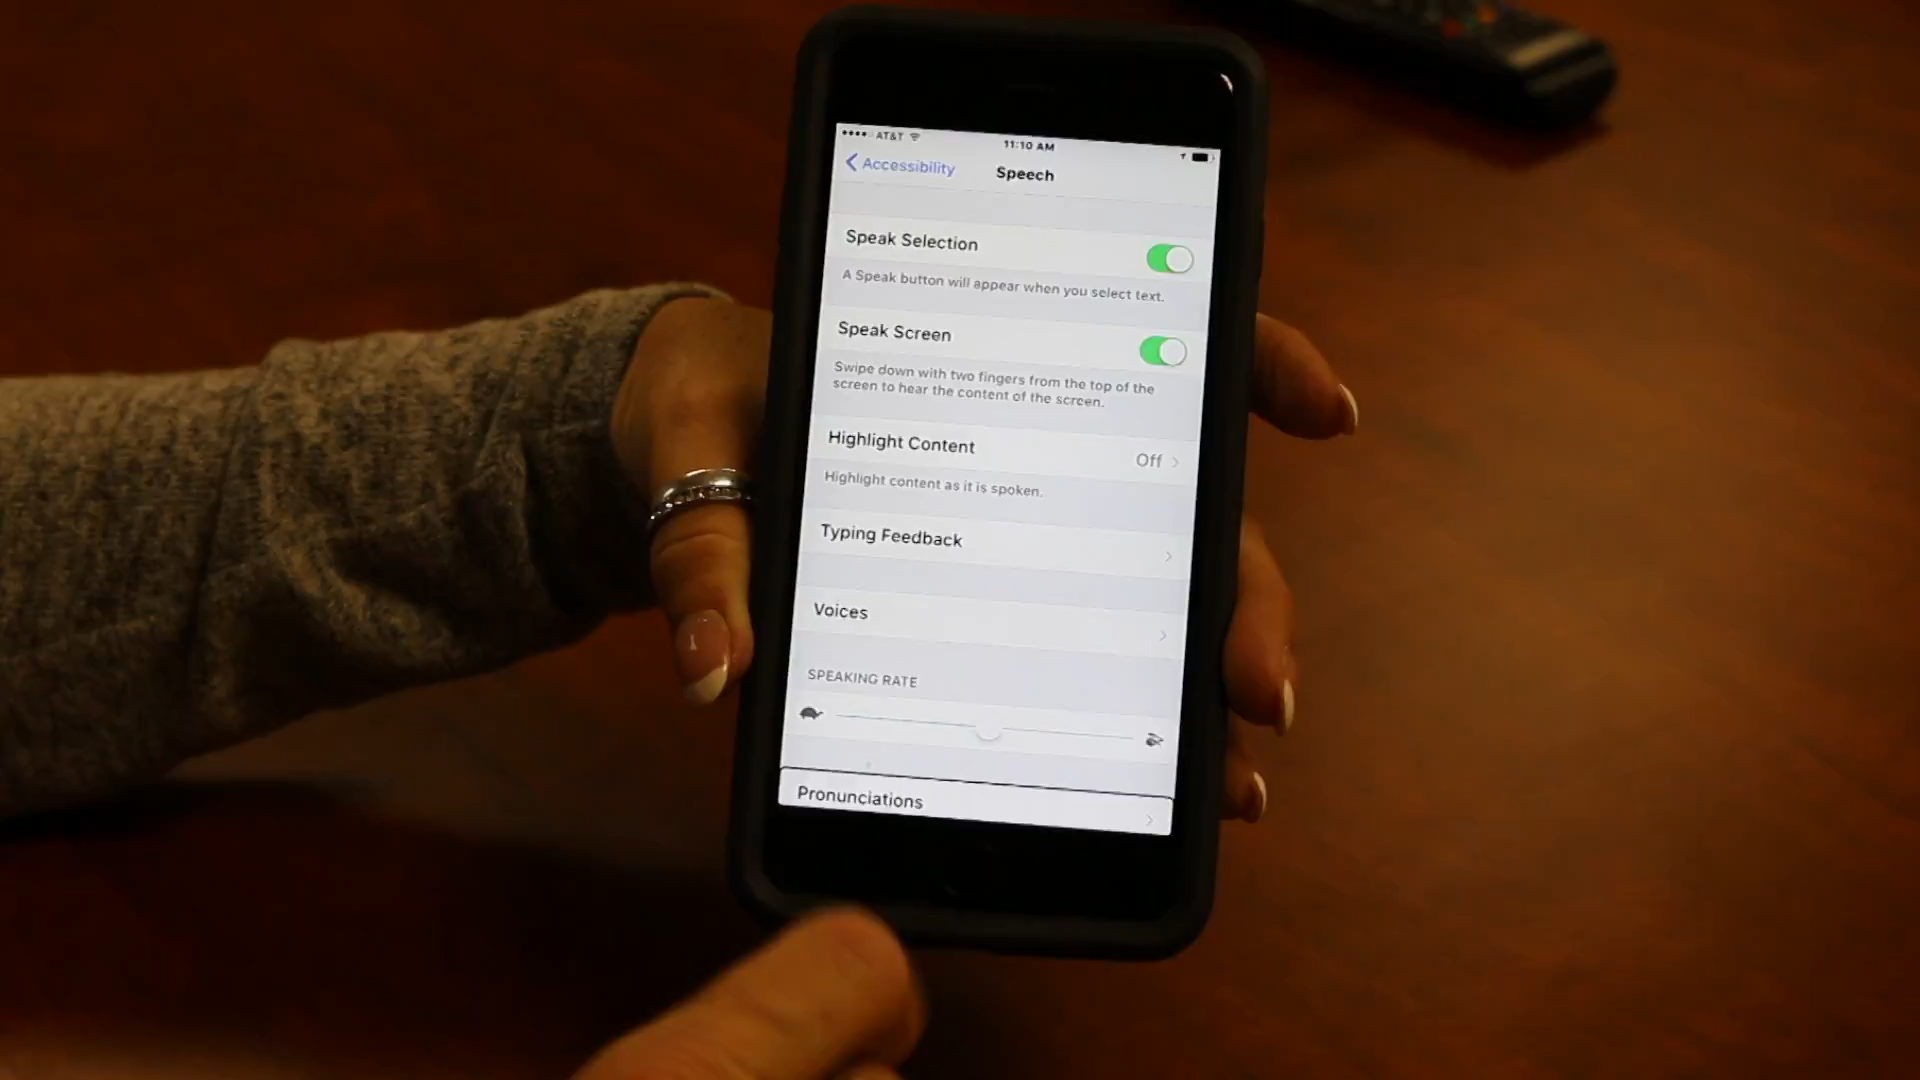 AT&T
11:10 AM
Accessibility
Speech
Speak Selection
A Speak button will appear when you select text.
Speak Screen
Swipe down with two fingers from the top of the
screen to hear the content of the screen.
Highlight Content
Off
Highlight content as it is spoken.
Typing Feedback
Voices
SPEAKING RATE
Pronunciations